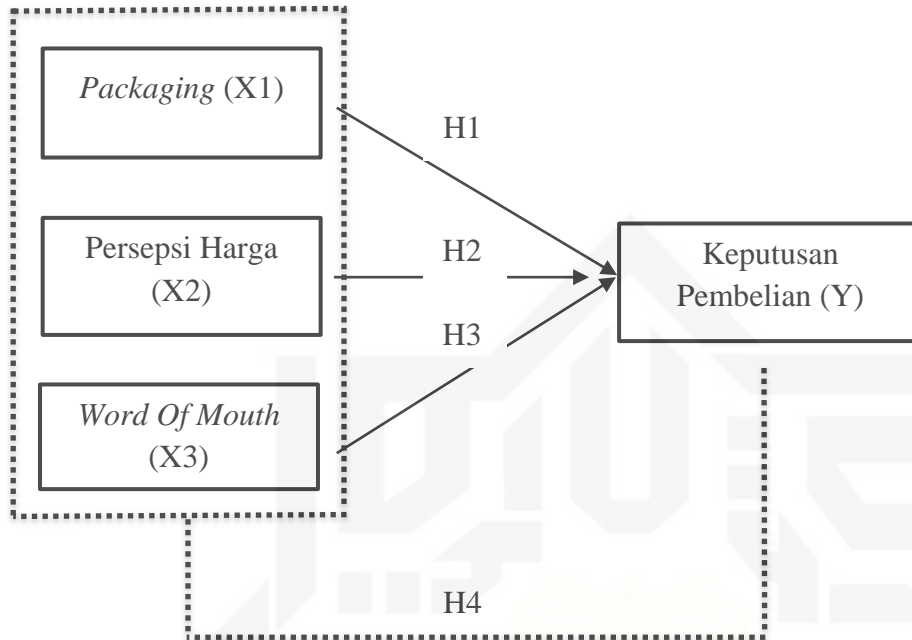 Packaging (X1)
H1
Persepsi Harga
(X2)
H2
Keputusan
Pembelian (Y)
H3
Word Of Mouth
(X3)
H4